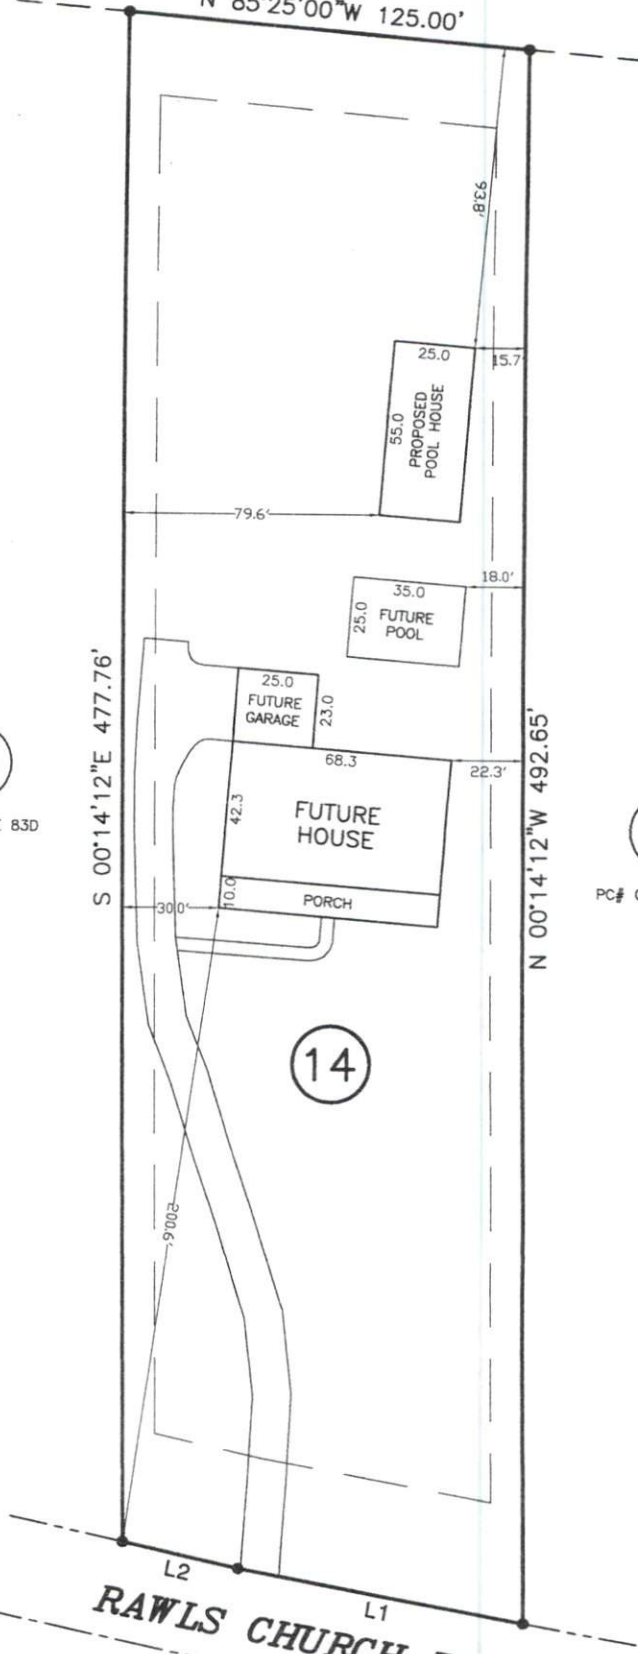 N 85°25'00"W 125.00'
93.8'
25.0
15.7'
55.0
PROPOSED
POOL HOUSE
79.6'
18.0'
35.0
25.0
FUTURE
POOL
25.0
FUTURE
GARAGE
23.0
68.3
22.3'
42.3
FUTURE
HOUSE
S 00°14'12"E 477.76'
N 00°14'12"W 492.65'
83D
PC#
10.0
PORCH
30.0'
14
200.6'
L2
L1
RAWLS CHURCH